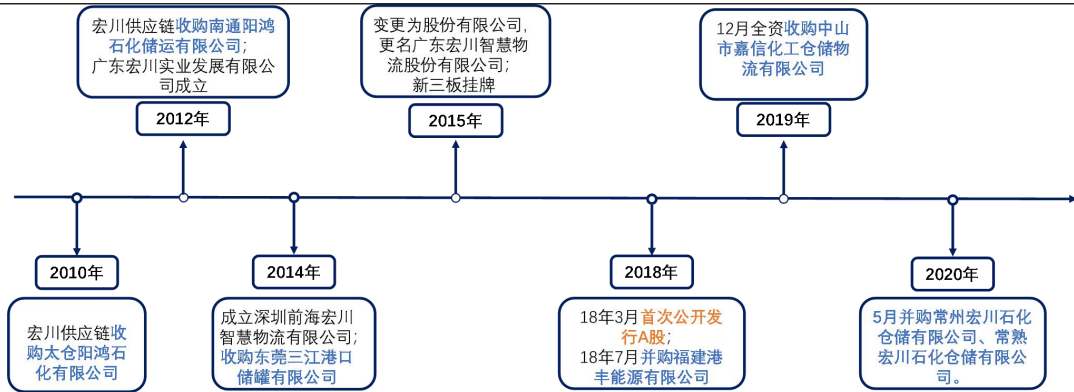 宏川供应链收购南通阳鸿
石化储运有限公司；
广东宏川实业发展有限公
司成立
2012年
变更为股份有限公司，
更名广东宏川智慧物
流股份有限公司；
新三板挂牌
2015年
12月全资收购中山
市嘉信化工仓储物
流有限公司
2019年
2010年
宏川供应链收
购太仓阳鸿石
化有限公司
2014年
成立深圳前海宏川
智慧物流有限公司；
收购东莞三江港口
储罐有限公司
2018年
18年3月首次公开发
行A股；
18年7月并购福建港
丰能源有限公司
2020年
5月并购常州宏川石化
仓储有限公司、常熟
宏川石化仓储有限公
司。